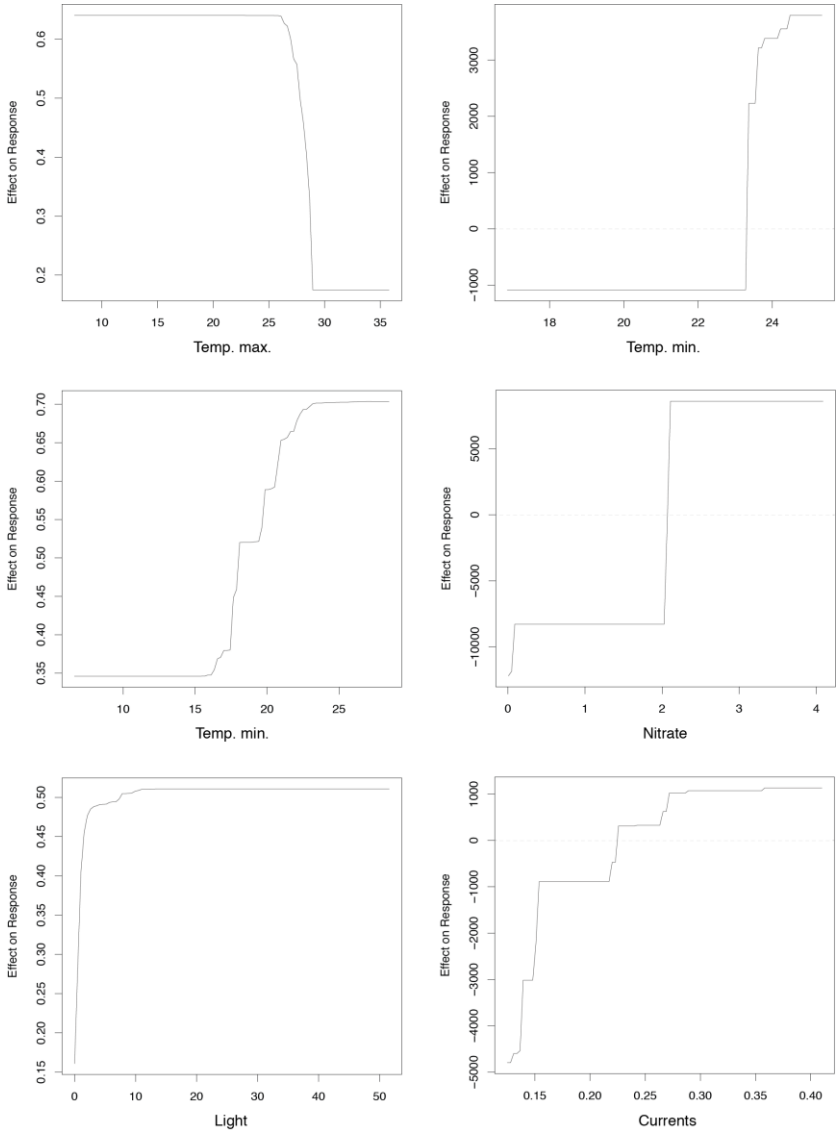 Effect on Response
0.2 0.3 0.4 0.5 0.6
10 15 20 25 30 35
Temp. max.
Effect on Response
−1000 0 1000 2000 3000
18 20 22 24
Temp. min.
Effect on Response
0.35 0.40 0.45 0.50 0.55 0.60 0.65 0.70
10 15 20 25
Temp. min.
Effect on Response
−10000 −5000 0 5000
0 1 2 3 4
Nitrate
Effect on Response
0.15 0.20 0.25 0.30 0.35 0.40 0.45 0.50
0 10 20 30 40 50
Light
Effect on Response
−5000 −4000 −3000 −2000 −1000 0 1000
0.15 0.20 0.25 0.30 0.35 0.40
Currents